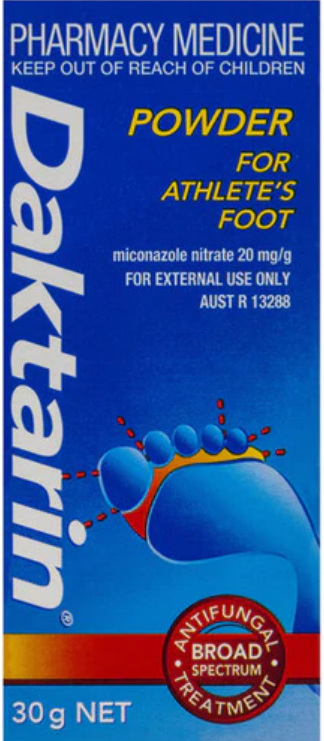 PHARMACY MEDICINE
KEEP OUT OF REACH OF CHILDREN
Daktarin®
POWDER
FOR
ATHLETE'S
FOOT
miconazole nitrate 20 mg/g
FOR EXTERNAL USE ONLY
AUST R 13288
ANTIFUNGAL
BROAD
SPECTRUM
TREATMENT
30g NET